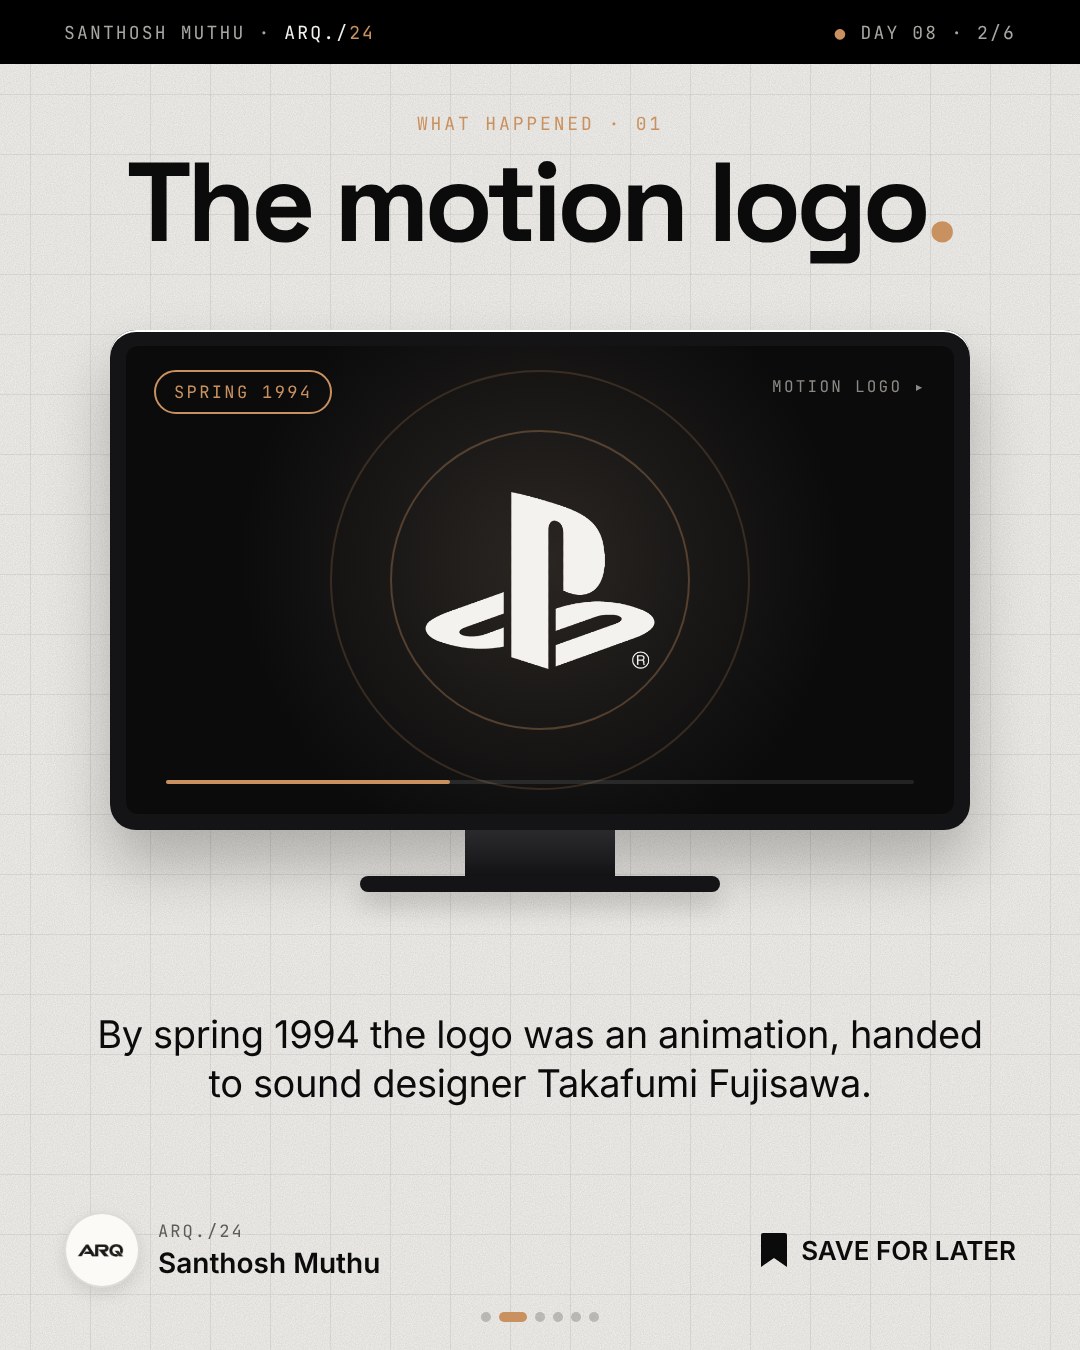 SANTHOSH MUTHU · ARQ./24
● DAY 08 · 2/6
WHAT HAPPENED · 01
The motion logo.
SPRING 1994
MOTION LOGO ▸
®
By spring 1994 the logo was an animation, handed
to sound designer Takafumi Fujisawa.
ARQ
ARQ./24
Santhosh Muthu
SAVE FOR LATER